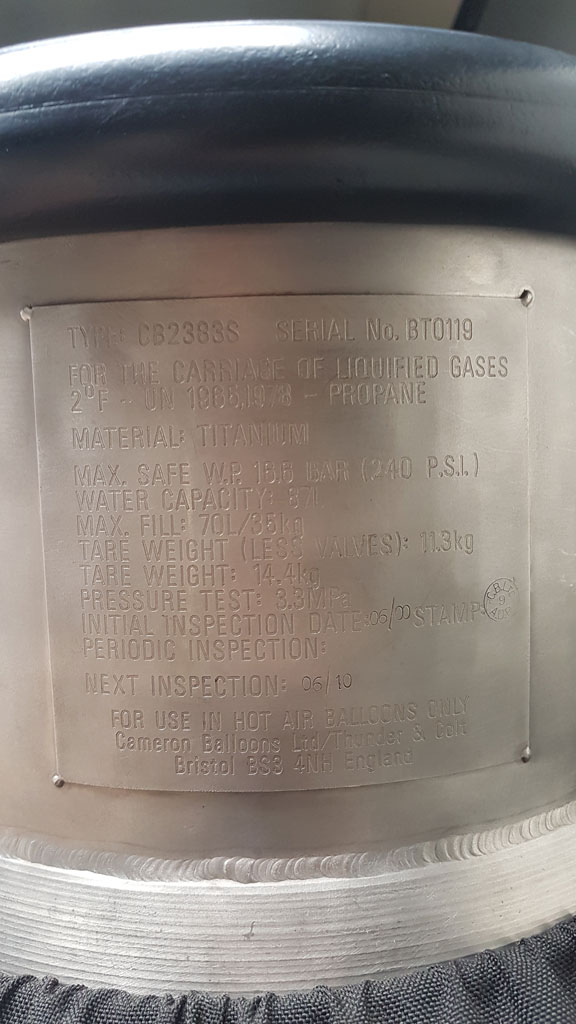 TYPE: CB2383S SERIAL No. BT0119
FOR THE CARRIAGE OF LIQUIFIED GASES
2°F - UN 1965,1978 - PROPANE
MATERIAL: TITANIUM
MAX. SAFE W.P. 16.6 BAR (240 P.S.I.)
WATER CAPACITY: 87L
MAX. FILL: 70L/35kg
TARE WEIGHT (LESS VALVES): 11.3kg
TARE WEIGHT: 14.4kg
PRESSURE TEST: 3.3MPa
INITIAL INSPECTION DATE: 06/00 STAMP:
PERIODIC INSPECTION:
NEXT INSPECTION: 06/10
FOR USE IN HOT AIR BALLOONS ONLY
Cameron Balloons Ltd/Thunder & Colt
Bristol BS3 4NH England